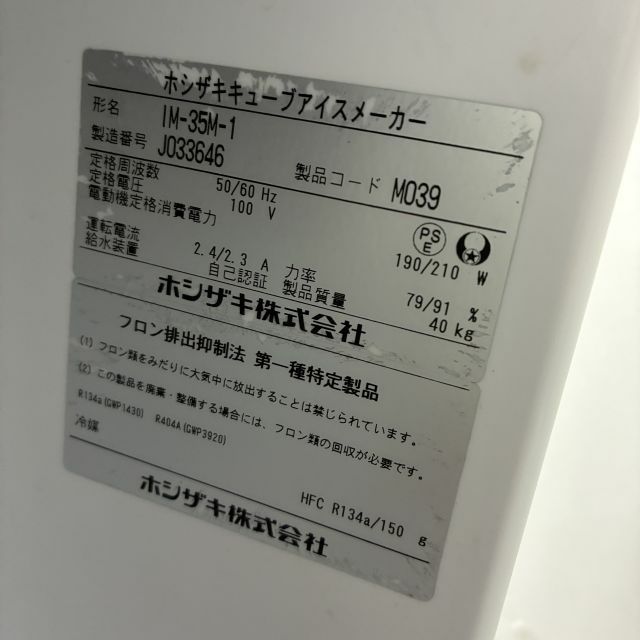 ホシザキキューブアイスメーカー
形名 IM-35M-1
製造番号 J033646 製品コード M039
定格周波数 50/60 Hz
定格電圧 100 V
電動機定格消費電力 190/210 W
PSE
運転電流 2.4/2.3 A 力率 79/91 %
給水装置 自己認証 製品質量 40 kg
ホシザキ株式会社
フロン排出抑制法 第一種特定製品
(1) フロン類をみだりに大気中に放出することは禁じられています。
(2) この製品を廃棄・整備する場合には、フロン類の回収が必要です。
R134a(GWP1430) R404A(GWP3920)
冷媒 HFC R134a/150 g
ホシザキ株式会社